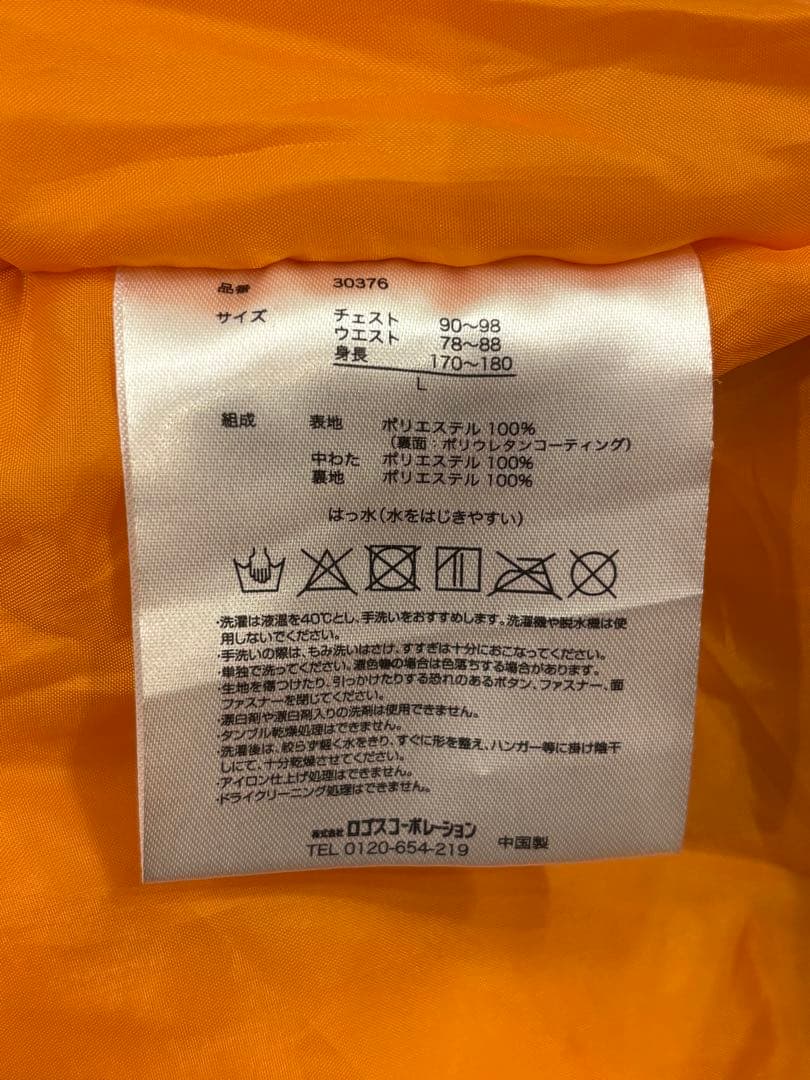 品番 30376
サイズ チェスト 90〜98
ウエスト 78〜88
身長 170〜180
L
組成 表地 ポリエステル 100%
(裏面:ポリウレタンコーティング)
中わた ポリエステル 100%
裏地 ポリエステル 100%
はっ水(水をはじきやすい)
・洗濯は液温を40℃とし、手洗いをおすすめします。洗濯機や脱水機は使
用しないでください。
・手洗いの際は、もみ洗いはさけ、すすぎは十分におこなってください。
・単独で洗ってください。濃色物の場合は色落ちする場合があります。
・生地を傷つけたり、引っかけたりする恐れのあるボタン、ファスナー、面
ファスナーを閉じてください。
・漂白剤や漂白剤入りの洗剤は使用できません。
・タンブル乾燥処理はできません。
・洗濯後は、絞らず軽く水をきり、すぐに形を整え、ハンガー等に掛け陰干
しにて、十分乾燥させてください。
・アイロン仕上げ処理はできません。
・ドライクリーニング処理はできません。
株式会社 ロゴスコーポレーション
TEL 0120-654-219 中国製